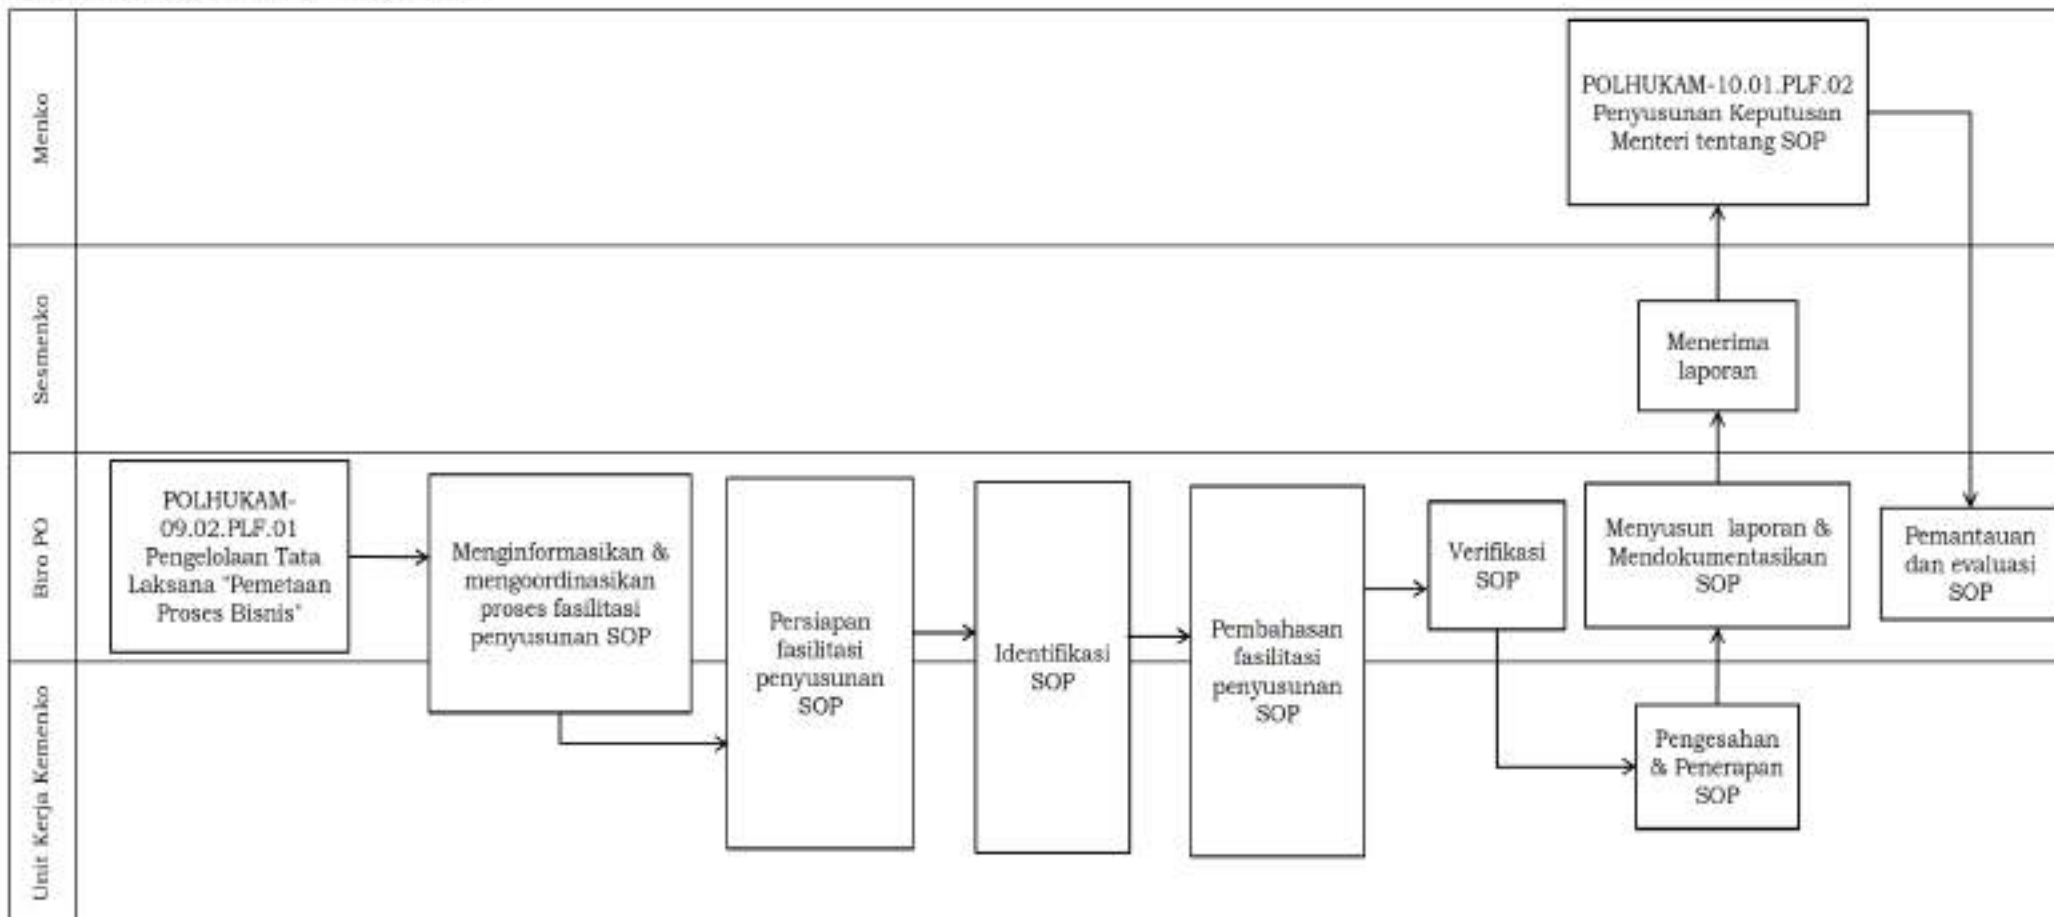 Menko
POLHUKAM-10.01.PLF.02
Penyusunan Keputusan
Menteri tentang SOP
Sesmenko
Menerima
laporan
Biro PO
POLHUKAM-
09.02.PLF.01
Pengelolaan Tata
Laksana "Pemetaan
Proses Bisnis"
Menginformasikan &
mengoordinasikan
proses fasilitasi
penyusunan SOP
Persiapan
fasilitasi
penyusunan
SOP
Identifikasi
SOP
Pembahasan
fasilitasi
penyusunan
SOP
Verifikasi
SOP
Menyusun laporan &
Mendokumentasikan
SOP
Pemantauan
dan evaluasi
SOP
Unit Kerja Kemenko
Pengesahan
& Penerapan
SOP